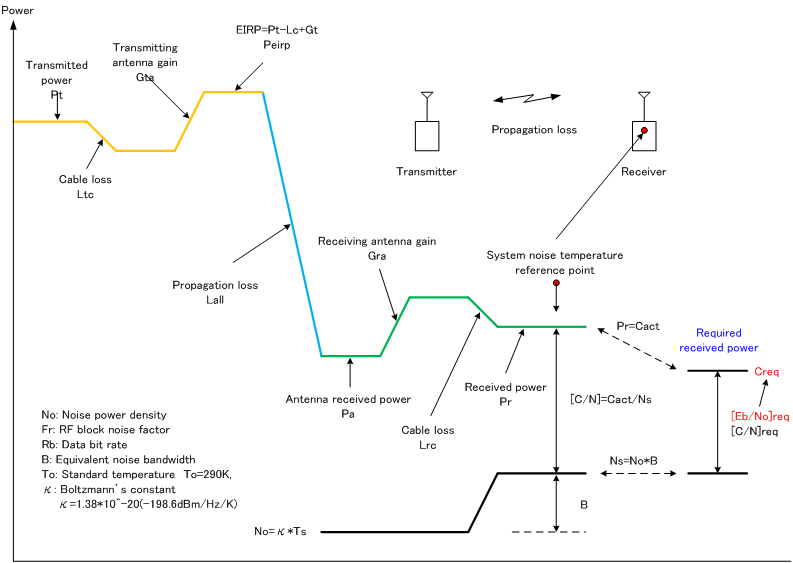 Power
EIRP=Pt-Lc+Gt
Peirp
Transmitting
antenna gain
Gta
Transmitted
power
Pt
Cable loss
Ltc
Propagation loss
Transmitter
Receiver
Receiving antenna gain
Gra
System noise temperature
reference point
Propagation loss
Lall
Pr=Cact
Required
received power
Creq
Antenna received power
Pa
Received power
Pr
[C/N]=Cact/Ns
[Eb/No]req
[C/N]req
Cable loss
Lrc
No: Noise power density
Fr: RF block noise factor
Rb: Data bit rate
B: Equivalent noise bandwidth
To: Standard temperature To=290K,
κ: Boltzmann's constant
κ=1.38*10^-20(-198.6dBm/Hz/K)
Ns=No*B
B
No=κ*Ts